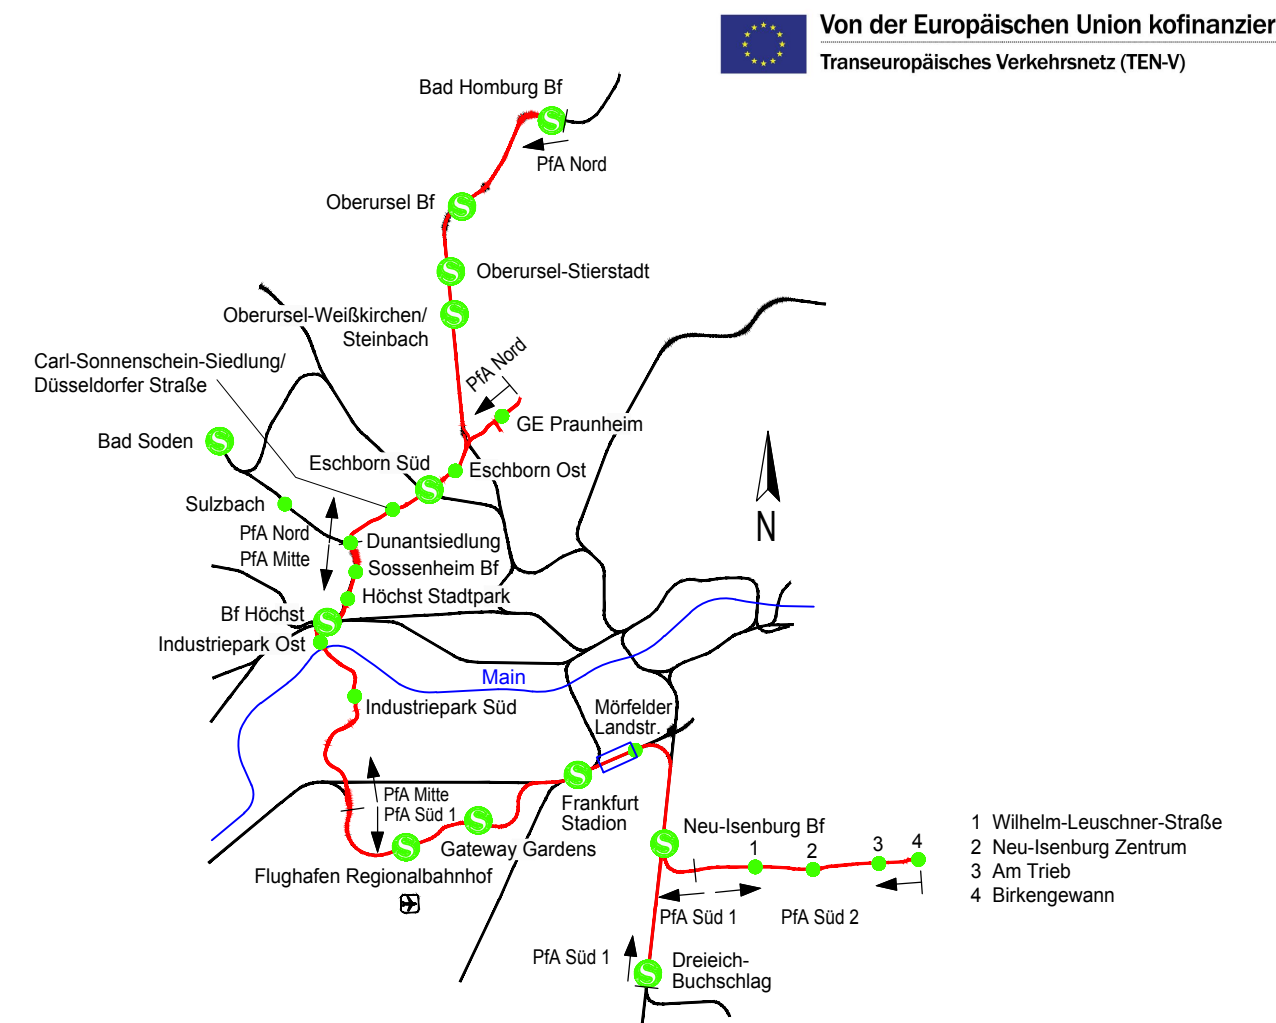 Von der Europäischen Union kofinanzier
Transeuropäisches Verkehrsnetz (TEN-V)
Bad Homburg Bf
PfA Nord
Oberursel Bf
Oberursel-Stierstadt
Oberursel-Weißkirchen/
Steinbach
Carl-Sonnenschein-Siedlung/
Düsseldorfer Straße
PfA Nord
GE Praunheim
Bad Soden
Eschborn Süd
Eschborn Ost
Sulzbach
PfA Nord
PfA Mitte
Dunantsiedlung
Sossenheim Bf
Höchst Stadtpark
Bf Höchst
Industriepark Ost
N
Main
Industriepark Süd
Mörfelder
Landstr.
PfA Mitte
PfA Süd 1
Frankfurt
Stadion
Gateway Gardens
Flughafen Regionalbahnhof
Neu-Isenburg Bf
1
2
3
4
PfA Süd 1
PfA Süd 2
PfA Süd 1
Dreieich-
Buchschlag
1 Wilhelm-Leuschner-Straße
2 Neu-Isenburg Zentrum
3 Am Trieb
4 Birkengewann